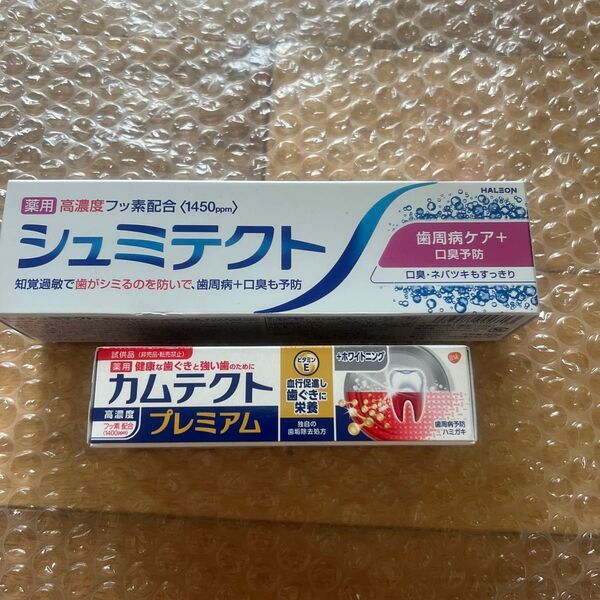 HALEON
薬用 高濃度フッ素配合〈1450ppm〉
シュミテクト
知覚過敏で歯がシミるのを防いで、歯周病+口臭も予防
歯周病ケア+
口臭予防
口臭・ネバツキもすっきり
試供品 (非売品・転売禁止)
薬用 健康な歯ぐきと強い歯のために
カムテクト
プレミアム
高濃度
フッ素配合
(1400ppm)
ビタミン
E
血行促進し
歯ぐきに
栄養
独自の
歯垢除去処方
+ホワイトニング
gsk
歯周病予防
ハミガキ